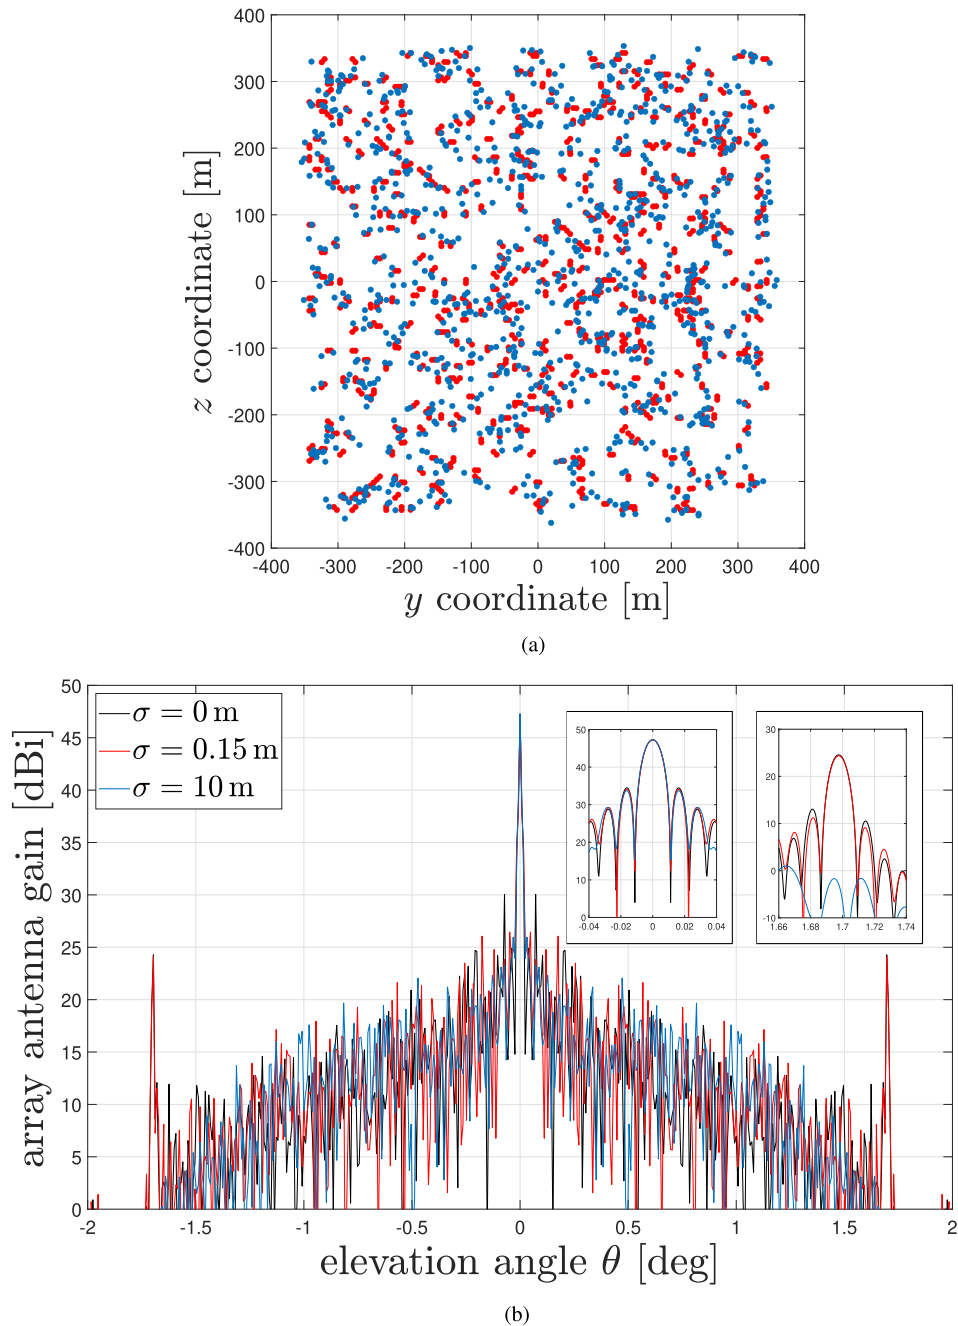 400
300
200
100
0
-100
-200
-300
-400
-400 -300 -200 -100 0 100 200 300 400
z coordinate [m]
y coordinate [m]
(a)
50
45
40
35
30
25
20
15
10
5
0
-2 -1.5 -1 -0.5 0 0.5 1 1.5 2
array antenna gain [dBi]
elevation angle θ [deg]
σ = 0 m
σ = 0.15 m
σ = 10 m
50
40
30
20
10
0
-0.04 -0.02 0 0.02 0.04
30
20
10
0
-10
1.66 1.68 1.7 1.72 1.74
(b)